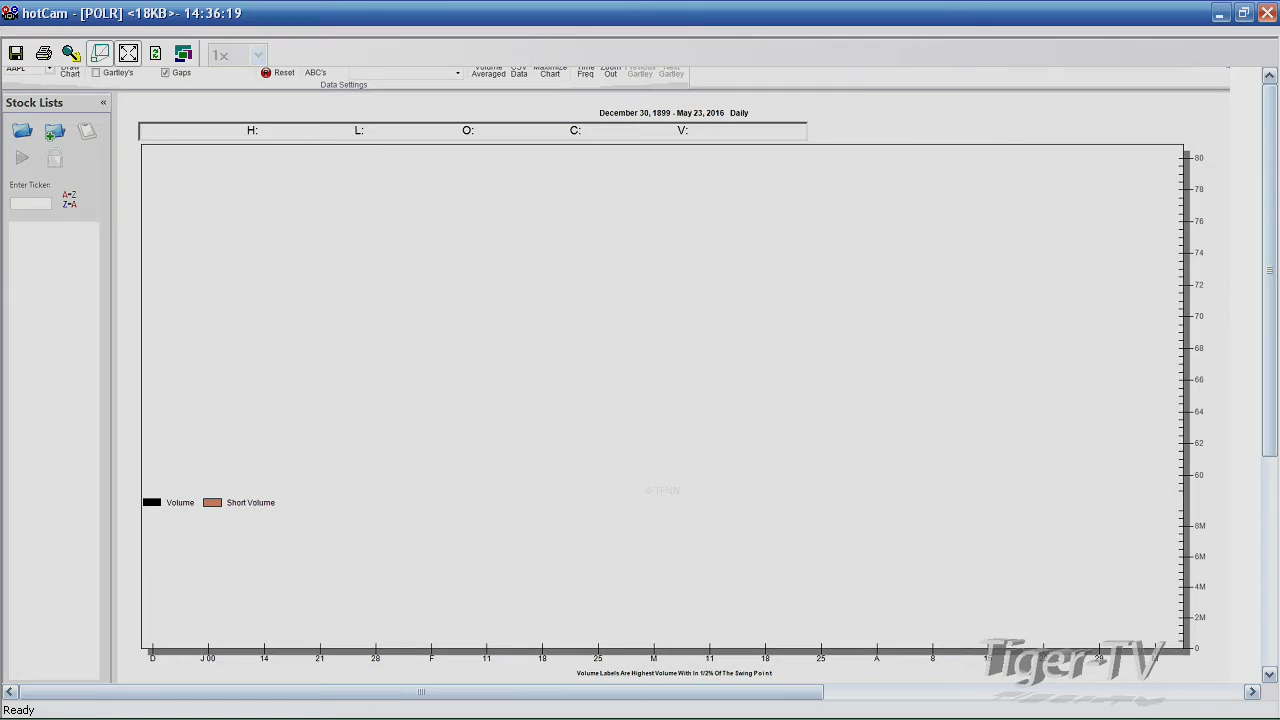 hotCam - [POLR] <18KB>- 14:36:19
1x
AAPL Draw Chart Gartley's Gaps Reset ABC's Volume Averaged CSV Data Maximize Chart Time Freq Zoom Out Previous Gartley Next Gartley
Data Settings
Stock Lists «
December 30, 1899 - May 23, 2016 Daily
H: L: O: C: V:
Enter Ticker:
A=Z
Z=A
80
78
76
74
72
70
68
66
64
62
60
© TFNN
Volume Short Volume
8M
6M
4M
2M
0
D J 00 14 21 28 F 11 18 25 M 11 18 25 A 8 29
Tiger-TV
Volume Labels Are Highest Volume With In 1/2% Of The Swing Point
Ready